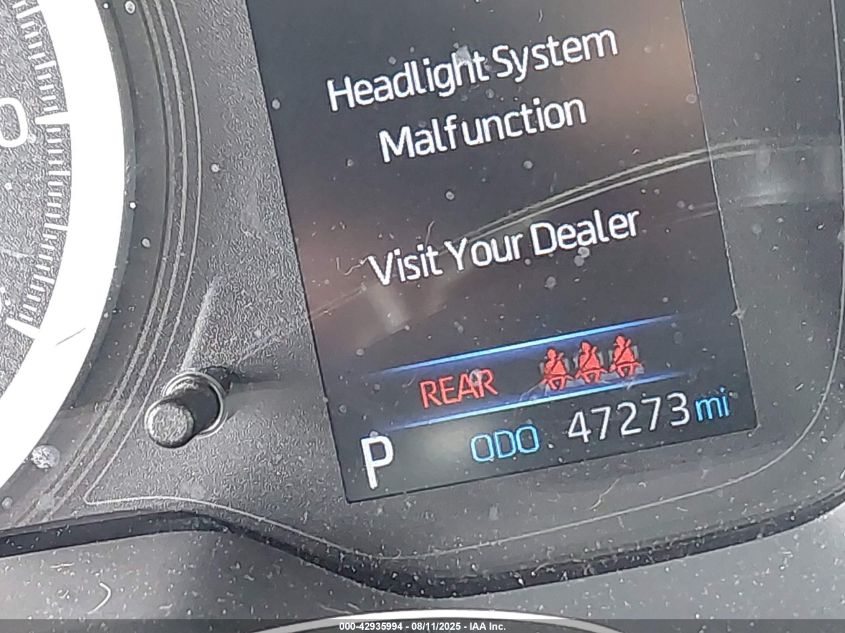 Headlight System
Malfunction
Visit Your Dealer
REAR
P ODO 47273 mi
000-42935994 - 08/11/2025 - IAA Inc.